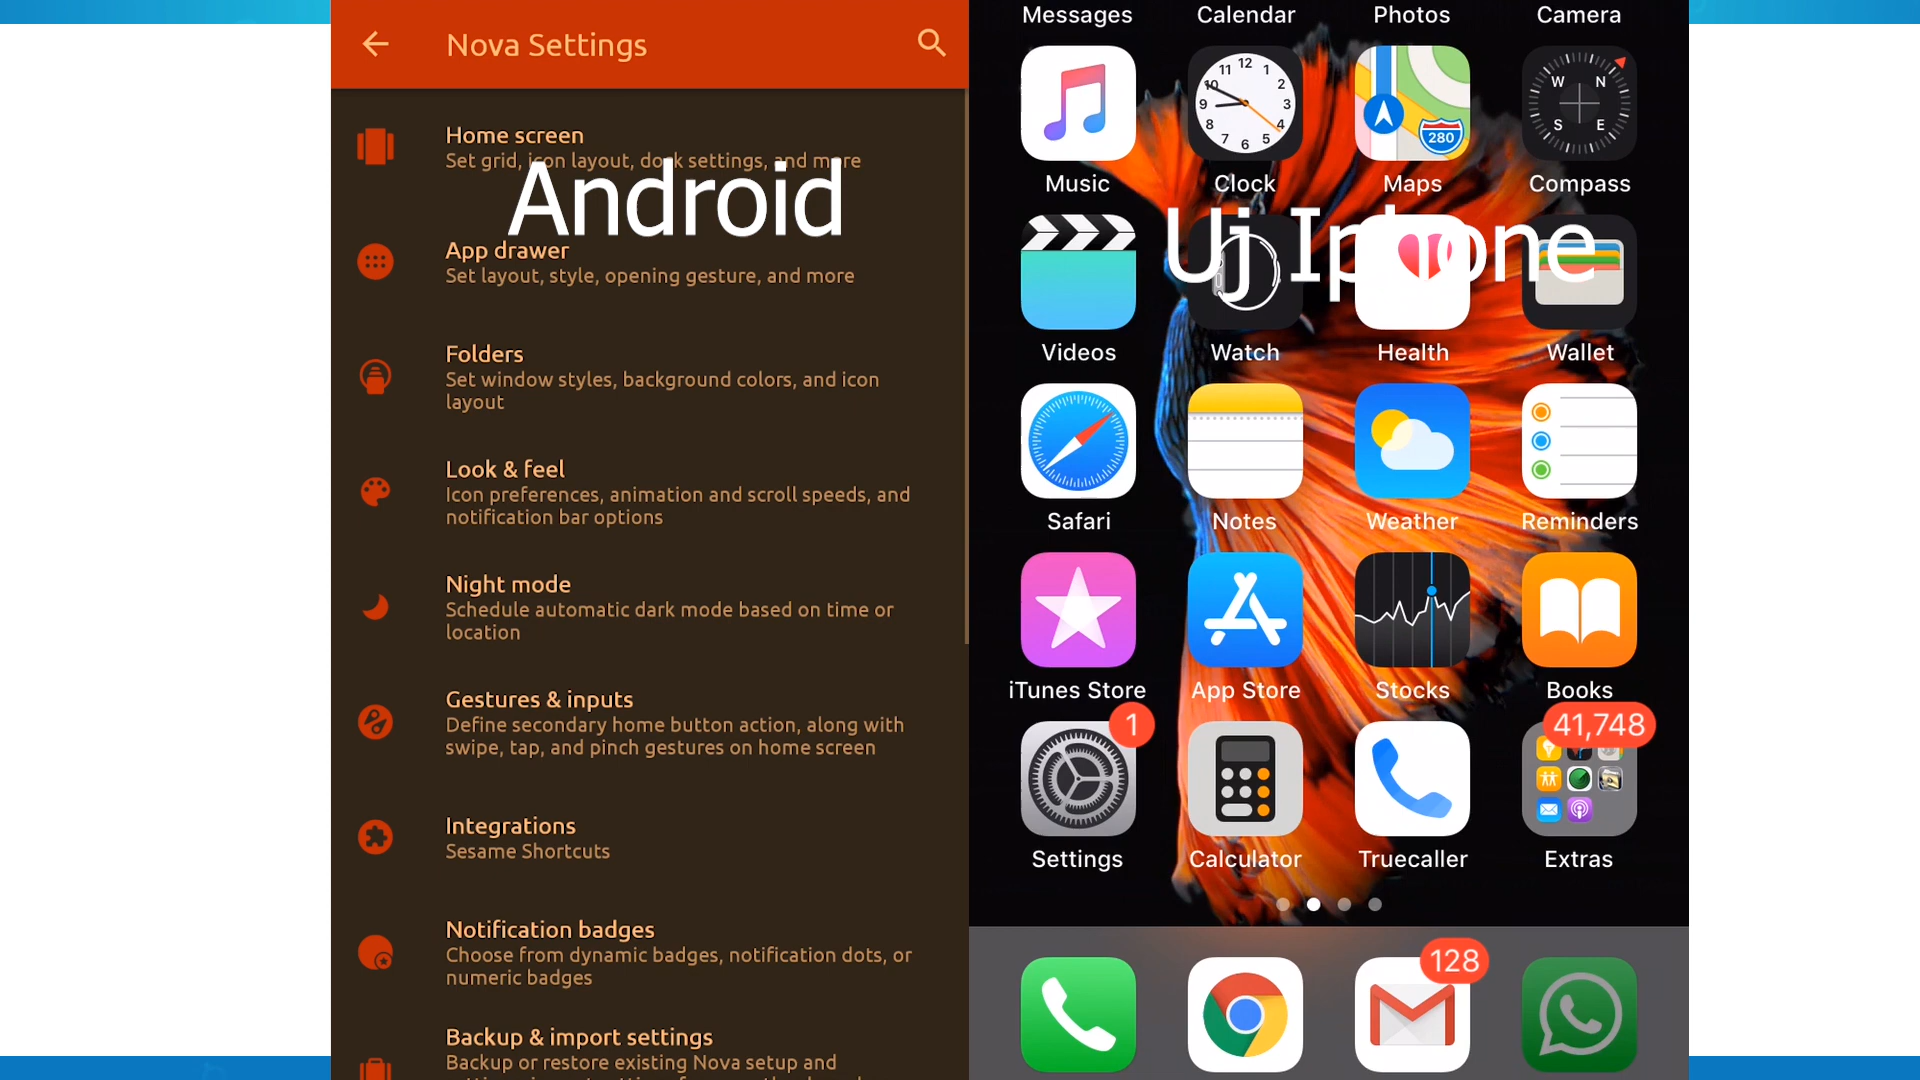 Nova Settings
Home screen
Set grid, icon layout, dock settings, and more
Android
App drawer
Set layout, style, opening gesture, and more
Folders
Set window styles, background colors, and icon
layout
Look & feel
Icon preferences, animation and scroll speeds, and
notification bar options
Night mode
Schedule automatic dark mode based on time or
location
Gestures & inputs
Define secondary home button action, along with
swipe, tap, and pinch gestures on home screen
Integrations
Sesame Shortcuts
Notification badges
Choose from dynamic badges, notification dots, or
numeric badges
Backup & import settings
Backup or restore existing Nova setup and
Messages Calendar Photos Camera
12 1 2 3 4 5 6 7 8 9 10 11
280
W N S E
Music Clock Maps Compass
Uj Iphone
Videos Watch Health Wallet
Safari Notes Weather Reminders
iTunes Store App Store Stocks Books
1 41,748
Settings Calculator Truecaller Extras
128